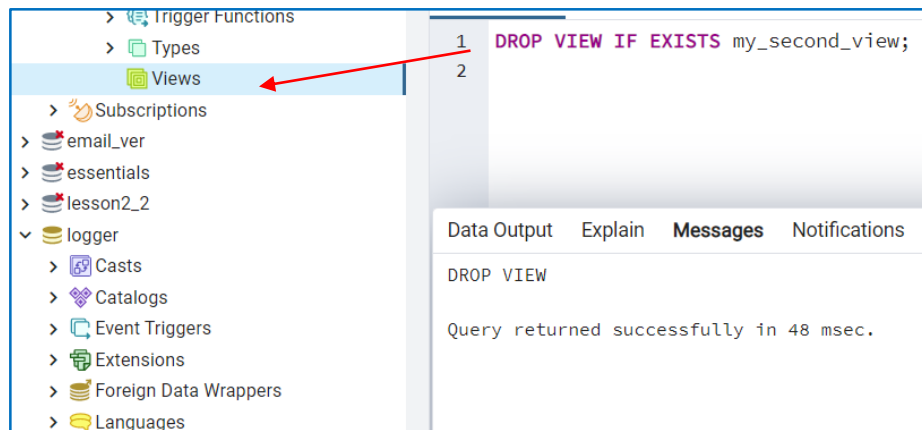 Trigger Functions
Types
Views
Subscriptions
email_ver
essentials
lesson2_2
logger
Casts
Catalogs
Event Triggers
Extensions
Foreign Data Wrappers
Languages
1 DROP VIEW IF EXISTS my_second_view;
2
Data Output Explain Messages Notifications
DROP VIEW
Query returned successfully in 48 msec.